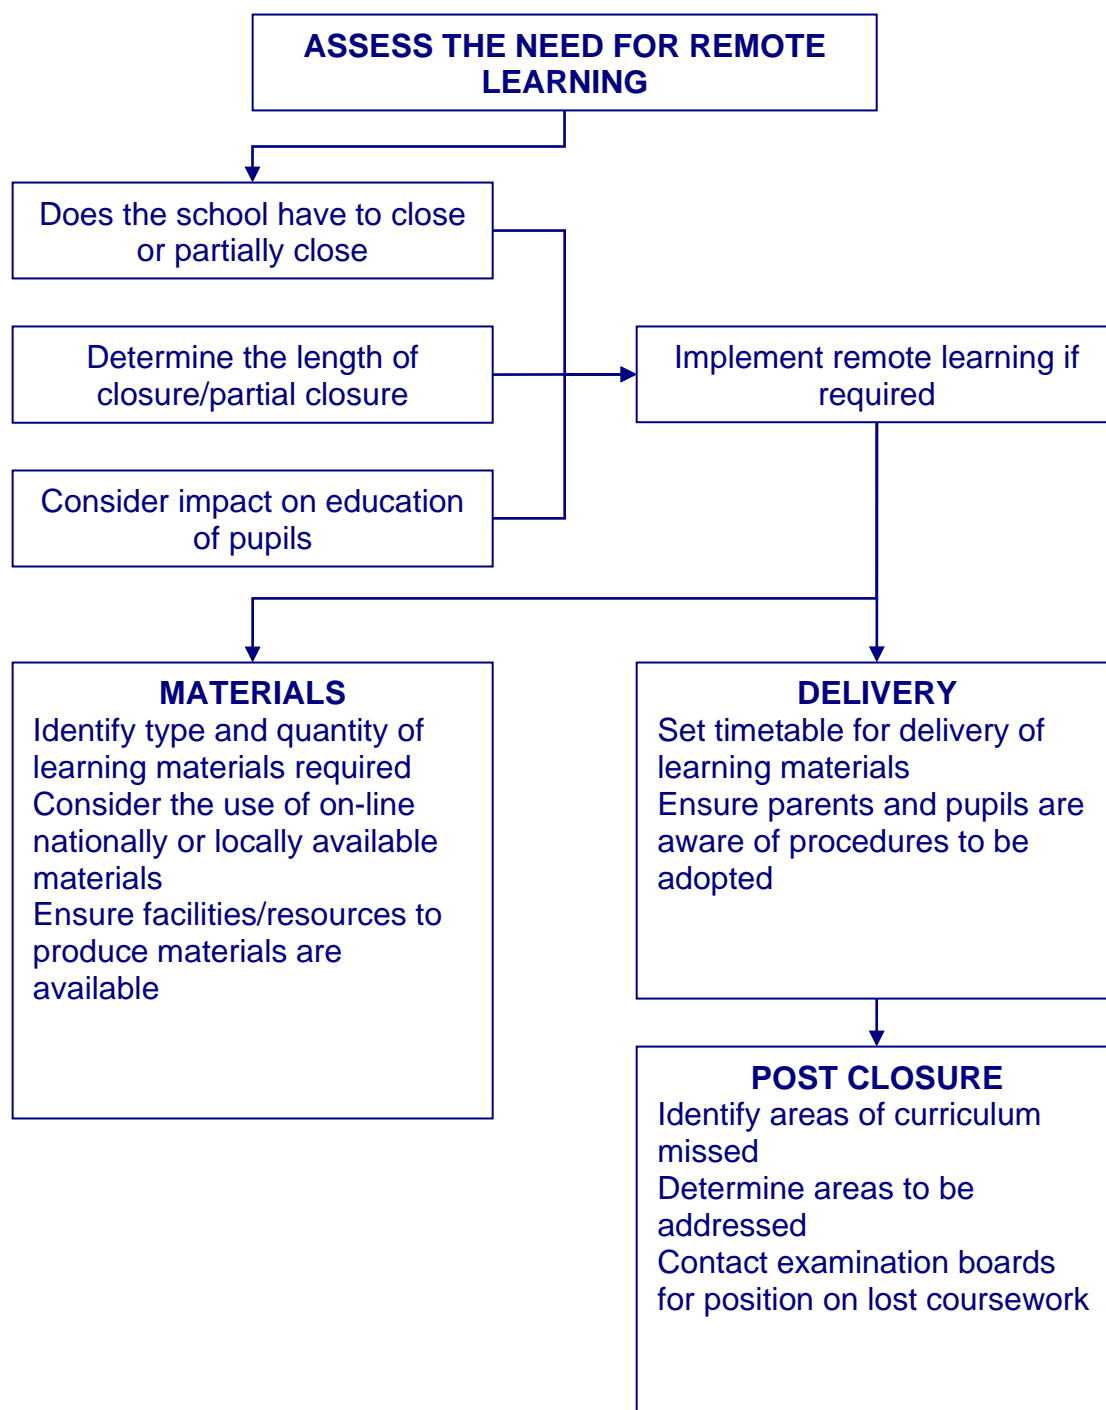 ASSESS THE NEED FOR REMOTE
LEARNING
Does the school have to close
or partially close
Determine the length of
closure/partial closure
Implement remote learning if
required
Consider impact on education
of pupils
MATERIALS
Identify type and quantity of
learning materials required
Consider the use of on-line
nationally or locally available
materials
Ensure facilities/resources to
produce materials are
available
DELIVERY
Set timetable for delivery of
learning materials
Ensure parents and pupils are
aware of procedures to be
adopted
POST CLOSURE
Identify areas of curriculum
missed
Determine areas to be
addressed
Contact examination boards
for position on lost coursework